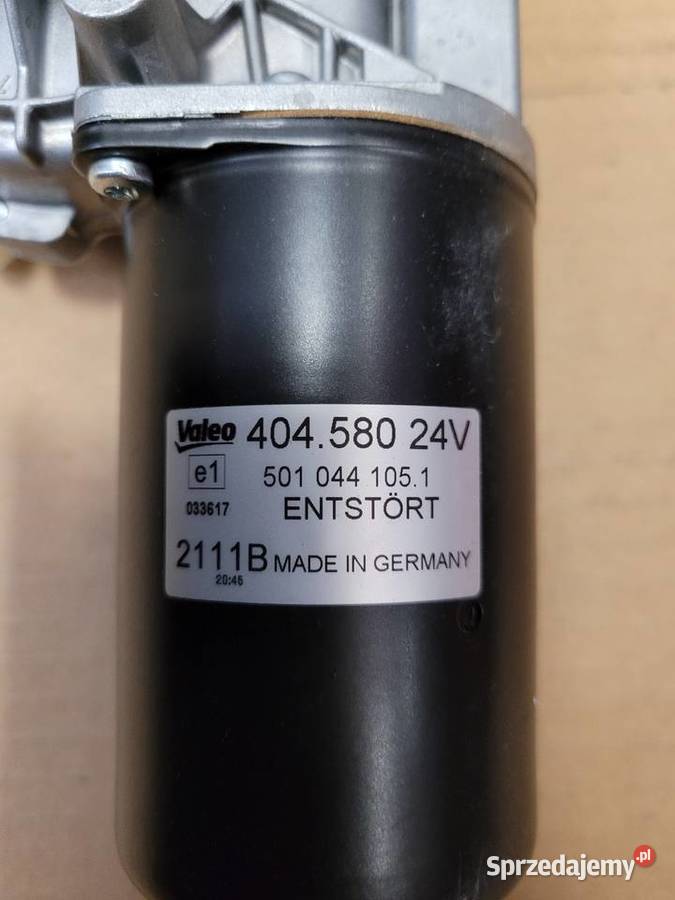 Valeo 404.580 24V
e1 501 044 105.1
033617 ENTSTÖRT
2111B MADE IN GERMANY
20:46
Sprzedajemy.pl